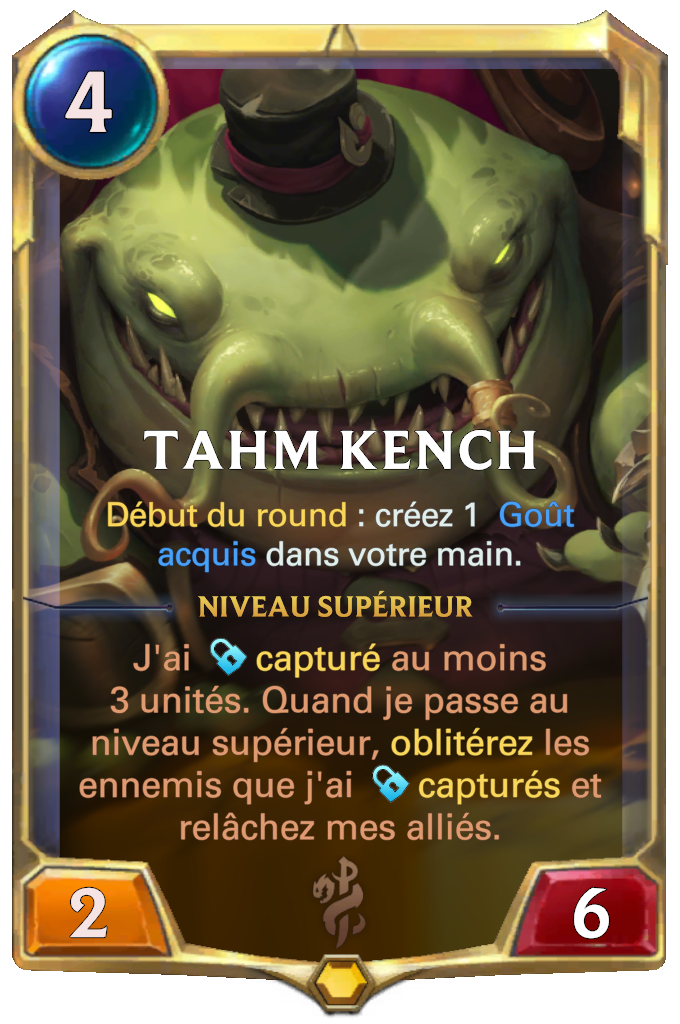 4
TAHM KENCH
Début du round : créez 1 Goût
acquis dans votre main.
NIVEAU SUPÉRIEUR
J'ai capturé au moins
3 unités. Quand je passe au
niveau supérieur, oblitérez les
ennemis que j'ai capturés et
relâchez mes alliés.
2
6